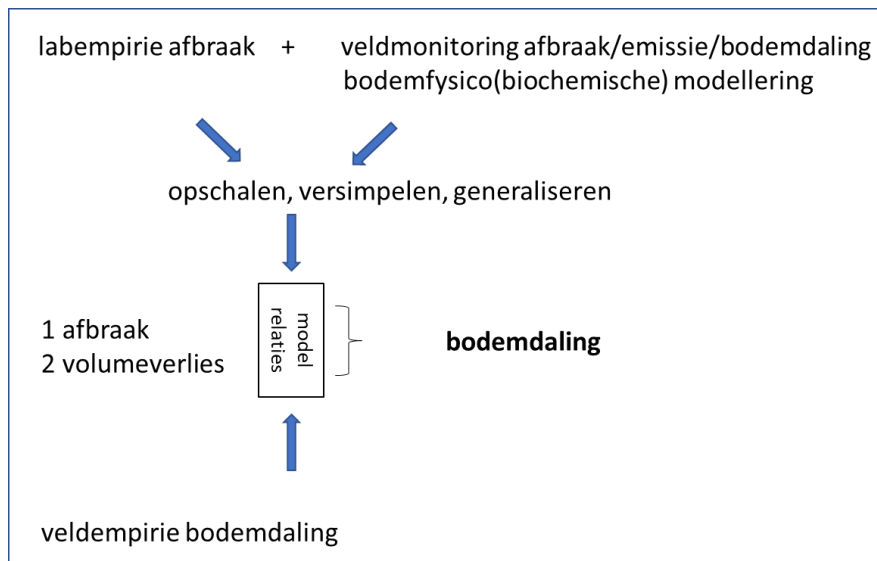 labempirie afbraak + veldmonitoring afbraak/emissie/bodemdaling
bodemfysico(biochemische) modellering
opschalen, versimpelen, generaliseren
1 afbraak
2 volumeverlies
model
relaties
bodemdaling
veldempirie bodemdaling